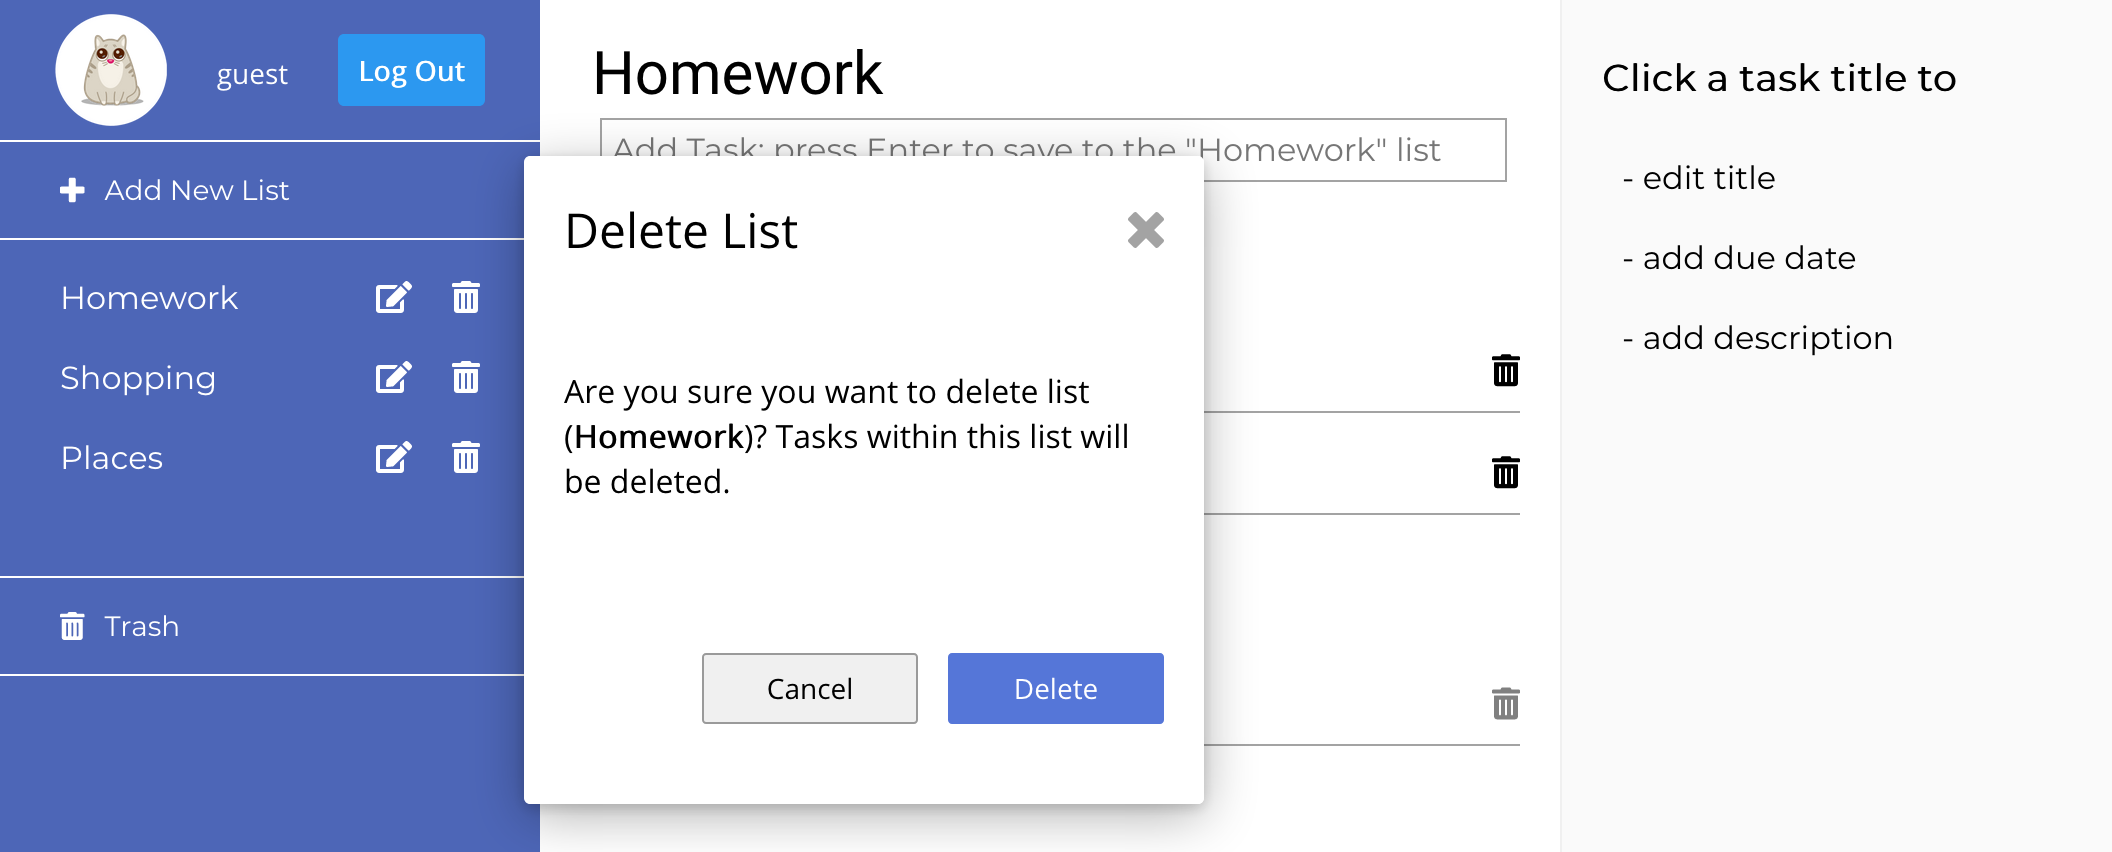 guest
Log Out
Add New List
Homework
Shopping
Places
Trash
Homework
Add Task: press Enter to save to the "Homework" list
Delete List
Are you sure you want to delete list
(Homework)? Tasks within this list will
be deleted.
Cancel
Delete
Click a task title to
- edit title
- add due date
- add description